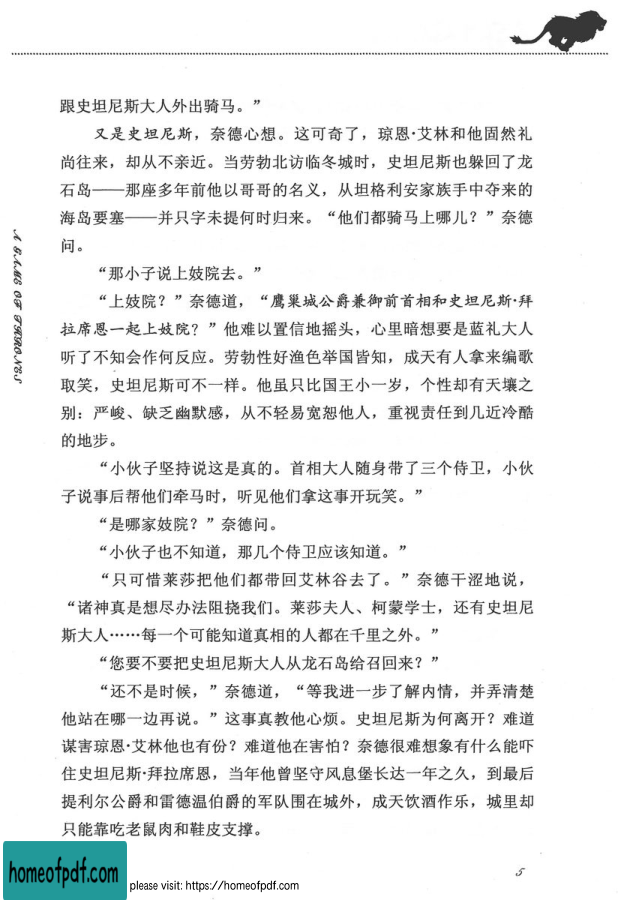 跟史坦尼斯大人外出骑马。”
又是史坦尼斯，奈德心想。这可奇了，琼恩·艾林和他固然礼
尚往来，却从不亲近。当劳勃北访临冬城时，史坦尼斯也躲回了龙
石岛——那座多年前他以哥哥的名义，从坦格利安家族手中夺来的
海岛要塞——并只字未提何时归来。“他们都骑马上哪儿？”奈德
问。
“那小子说上妓院去。”
“上妓院？”奈德道，“鹰巢城公爵兼御前首相和史坦尼斯·拜
拉席恩一起上妓院？”他难以置信地摇头，心里暗想要是蓝礼大人
听了不知会作何反应。劳勃性好渔色举国皆知，成天有人拿来编歌
取笑，史坦尼斯可不一样。他虽只比国王小一岁，个性却有天壤之
别：严峻、缺乏幽默感，从不轻易宽恕他人，重视责任到几近冷酷
的地步。
“小伙子坚持说这是真的。首相大人随身带了三个侍卫，小伙
子说事后帮他们牵马时，听见他们拿这事开玩笑。”
“是哪家妓院？”奈德问。
“小伙子也不知道，那几个侍卫应该知道。”
“只可惜莱莎把他们都带回艾林谷去了。”奈德干涩地说，
“诸神真是想尽办法阻挠我们。莱莎夫人、柯蒙学士，还有史坦尼
斯大人……每一个可能知道真相的人都在千里之外。”
“您要不要把史坦尼斯大人从龙石岛给召回来？”
“还不是时候，”奈德道，“等我进一步了解内情，并弄清楚
他站在哪一边再说。”这事真教他心烦。史坦尼斯为何离开？难道
谋害琼恩·艾林他也有份？难道他在害怕？奈德很难想象有什么能吓
住史坦尼斯·拜拉席恩，当年他曾坚守风息堡长达一年之久，到最后
提利尔公爵和雷德温伯爵的军队围在城外，成天饮酒作乐，城里却
只能靠吃老鼠肉和鞋皮支撑。
A GAME OF THRONES
5
homeofpdf.com
please visit: https://homeofpdf.com